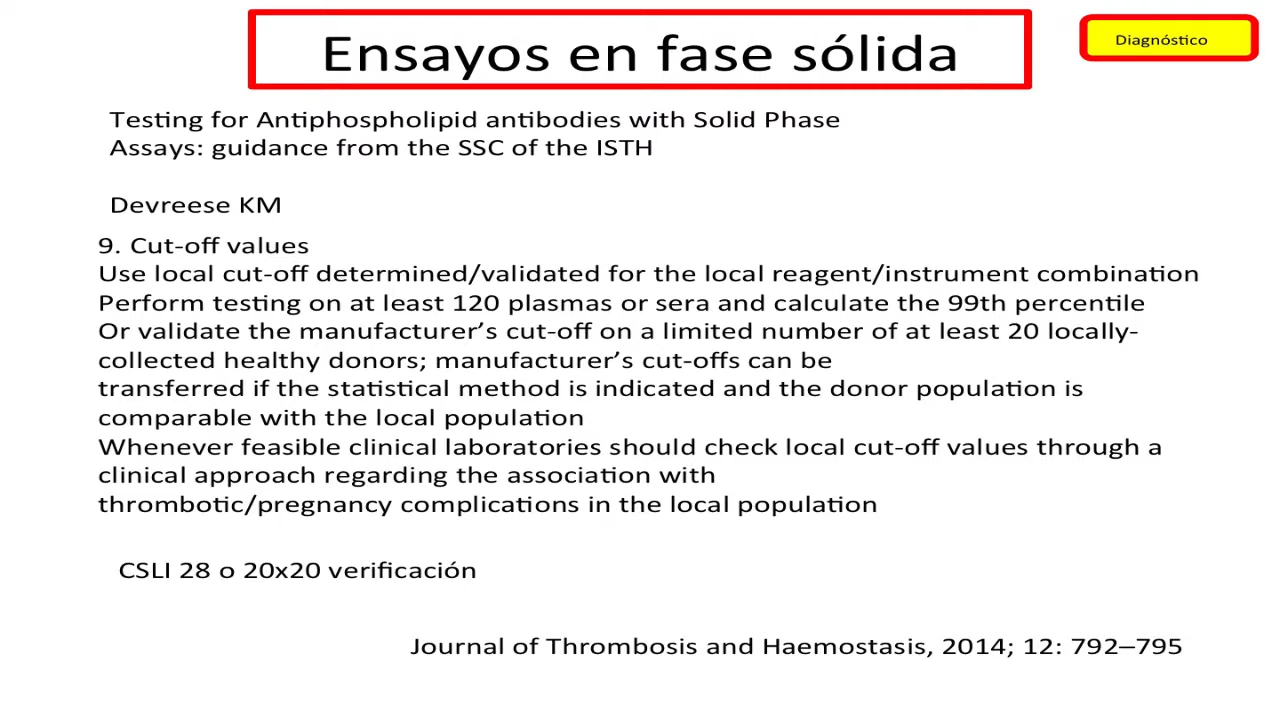 Ensayos en fase sólida
Diagnóstico
Testing for Antiphospholipid antibodies with Solid Phase
Assays: guidance from the SSC of the ISTH
Devreese KM
9. Cut-off values
Use local cut-off determined/validated for the local reagent/instrument combination
Perform testing on at least 120 plasmas or sera and calculate the 99th percentile
Or validate the manufacturer’s cut-off on a limited number of at least 20 locally-
collected healthy donors; manufacturer’s cut-offs can be
transferred if the statistical method is indicated and the donor population is
comparable with the local population
Whenever feasible clinical laboratories should check local cut-off values through a
clinical approach regarding the association with
thrombotic/pregnancy complications in the local population
CSLI 28 o 20x20 verificación
Journal of Thrombosis and Haemostasis, 2014; 12: 792–795